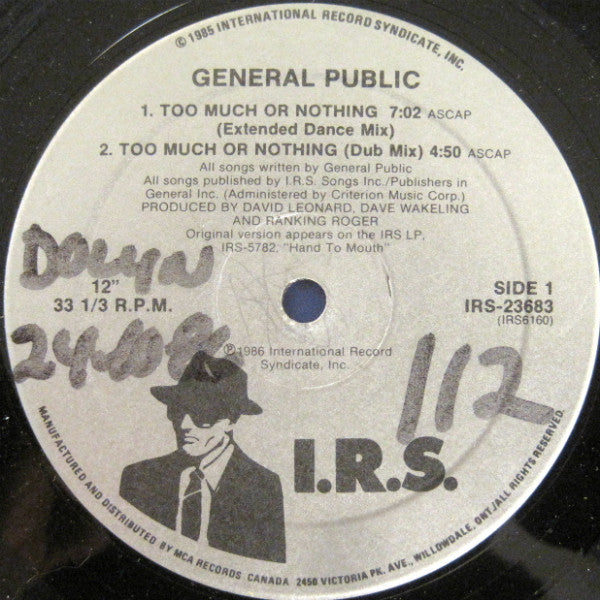 © 1985 INTERNATIONAL RECORD SYNDICATE, INC.
GENERAL PUBLIC
1. TOO MUCH OR NOTHING 7:02 ASCAP
(Extended Dance Mix)
2. TOO MUCH OR NOTHING (Dub Mix) 4:50 ASCAP
All songs written by General Public
All songs published by I.R.S. Songs Inc./Publishers in
General Inc. (Administered by Criterion Music Corp.)
PRODUCED BY DAVID LEONARD, DAVE WAKELING
AND RANKING ROGER
Original version appears on the IRS LP,
IRS-5782, "Hand To Mouth"
12"
33 1/3 R.P.M.
SIDE 1
IRS-23683
(IRS6160)
℗1986 International Record
Syndicate, Inc.
112
I.R.S.
MANUFACTURED AND DISTRIBUTED BY MCA RECORDS CANADA 2450 VICTORIA PK. AVE., WILLOWDALE, ONT./ALL RIGHTS RESERVED.